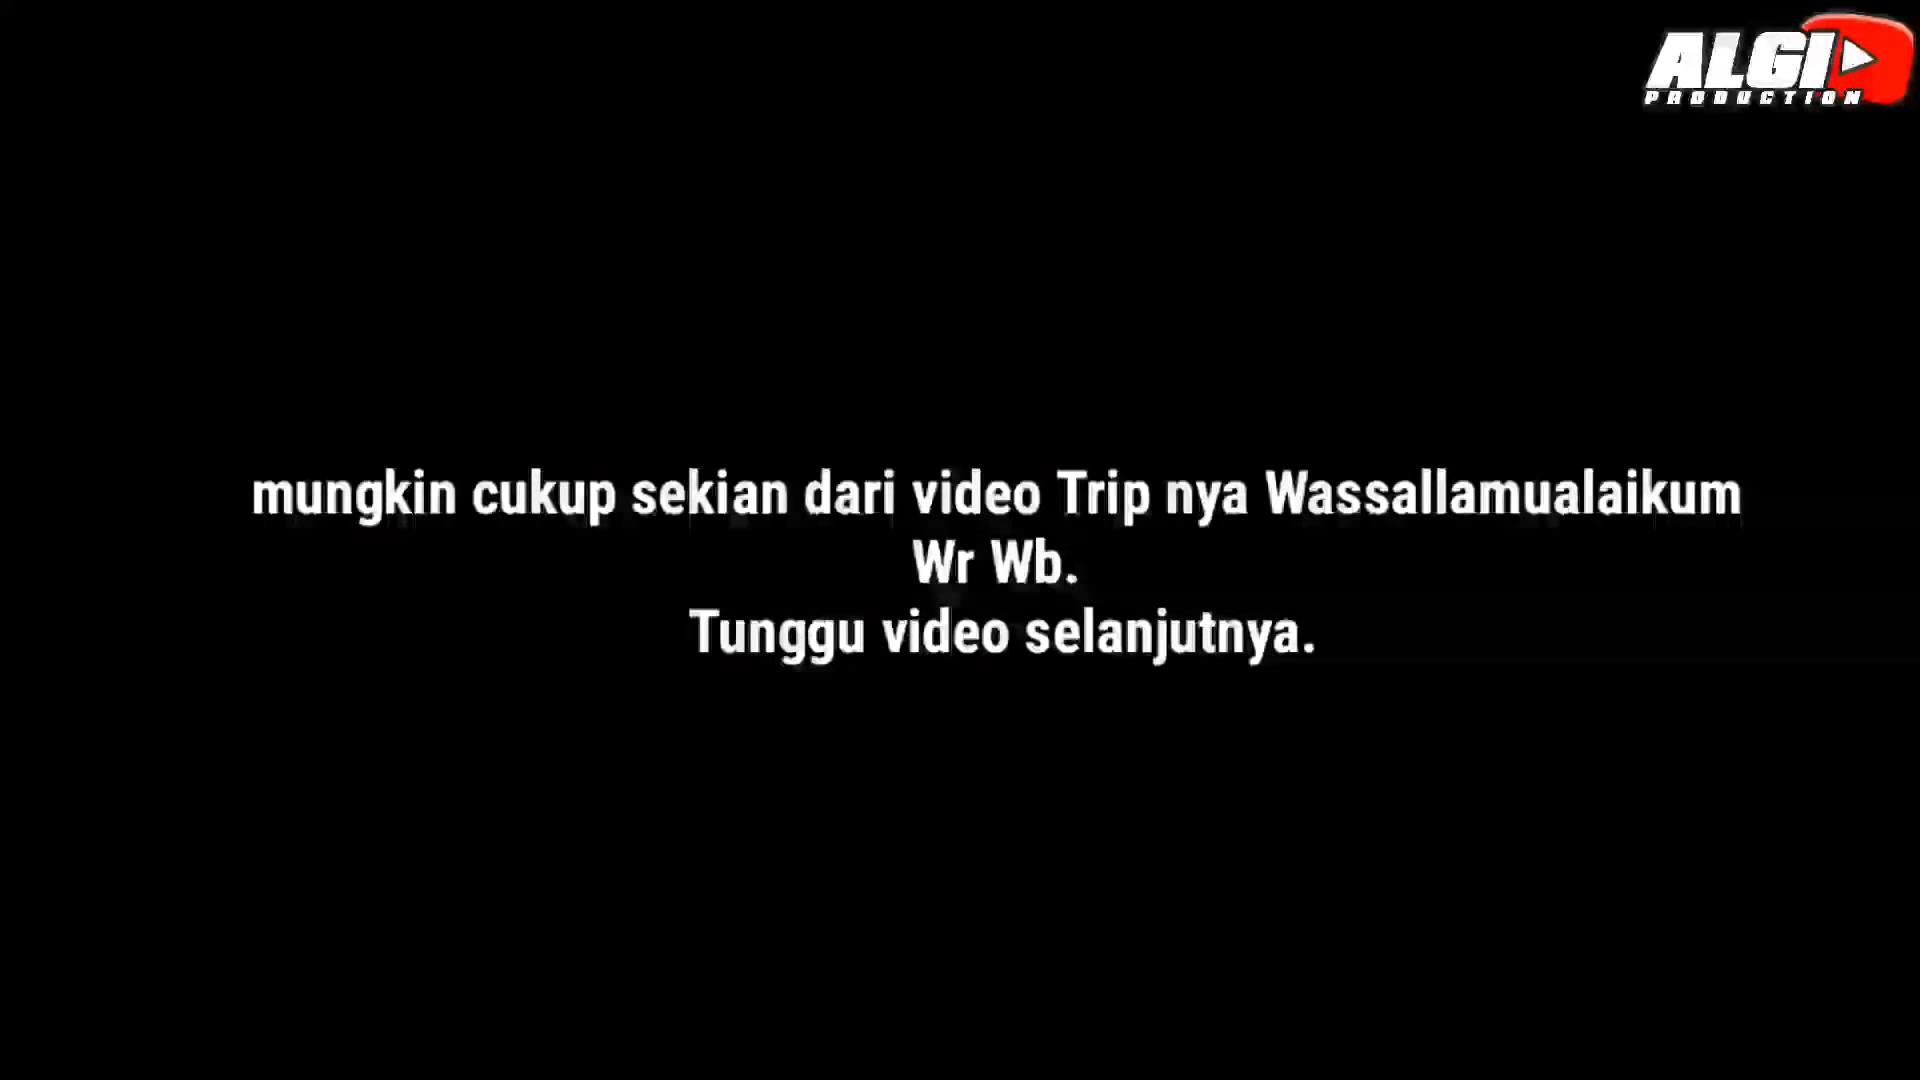 ALGI
PRODUCTION
mungkin cukup sekian dari video Trip nya Wassallamualaikum
Wr Wb.
Tunggu video selanjutnya.